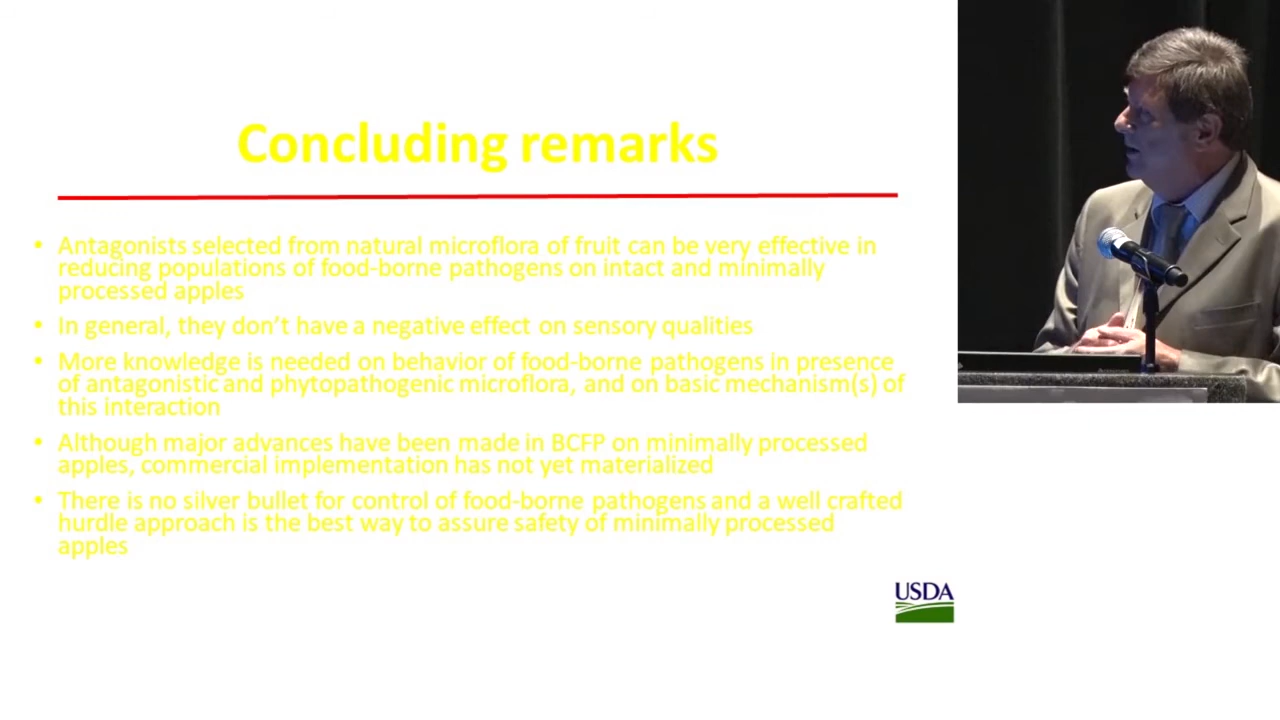 Concluding remarks
• Antagonists selected from natural microflora of fruit can be very effective in
reducing populations of food-borne pathogens on intact and minimally
processed apples
• In general, they don't have a negative effect on sensory qualities
• More knowledge is needed on behavior of food-borne pathogens in presence
of antagonistic and phytopathogenic microflora, and on basic mechanism(s) of
this interaction
• Although major advances have been made in BCFP on minimally processed
apples, commercial implementation has not yet materialized
• There is no silver bullet for control of food-borne pathogens and a well crafted
hurdle approach is the best way to assure safety of minimally processed
apples
USDA